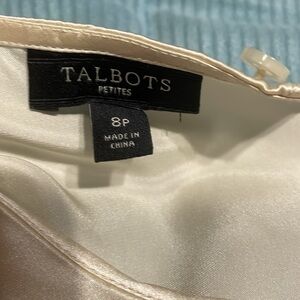 TALBOTS
PETITES
8P
MADE IN
CHINA